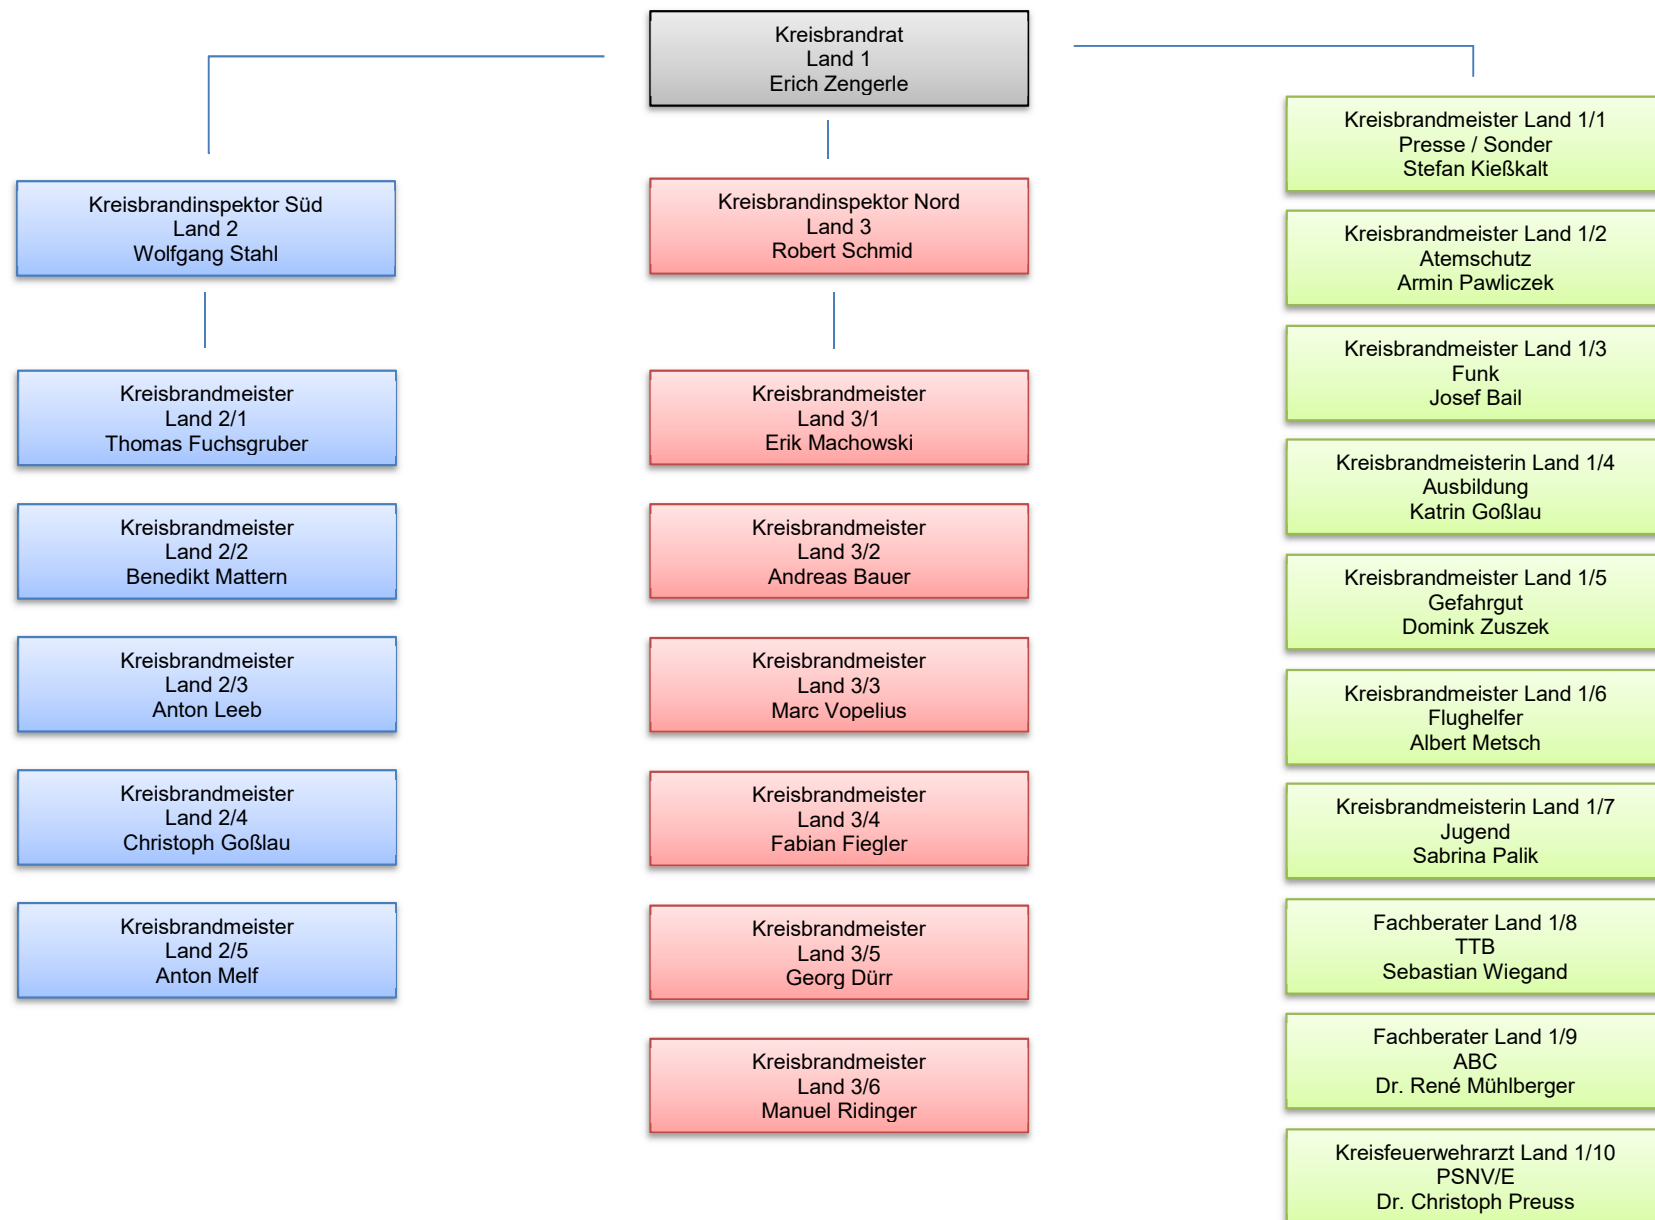 Kreisbrandrat
Land 1
Erich Zengerle
Kreisbrandinspektor Süd
Land 2
Wolfgang Stahl
Kreisbrandmeister
Land 2/1
Thomas Fuchsgruber
Kreisbrandmeister
Land 2/2
Benedikt Mattern
Kreisbrandmeister
Land 2/3
Anton Leeb
Kreisbrandmeister
Land 2/4
Christoph Goßlau
Kreisbrandmeister
Land 2/5
Anton Melf
Kreisbrandinspektor Nord
Land 3
Robert Schmid
Kreisbrandmeister
Land 3/1
Erik Machowski
Kreisbrandmeister
Land 3/2
Andreas Bauer
Kreisbrandmeister
Land 3/3
Marc Vopelius
Kreisbrandmeister
Land 3/4
Fabian Fiegler
Kreisbrandmeister
Land 3/5
Georg Dürr
Kreisbrandmeister
Land 3/6
Manuel Ridinger
Kreisbrandmeister Land 1/1
Presse / Sonder
Stefan Kießkalt
Kreisbrandmeister Land 1/2
Atemschutz
Armin Pawliczek
Kreisbrandmeister Land 1/3
Funk
Josef Bail
Kreisbrandmeisterin Land 1/4
Ausbildung
Katrin Goßlau
Kreisbrandmeister Land 1/5
Gefahrgut
Domink Zuszek
Kreisbrandmeister Land 1/6
Flughelfer
Albert Metsch
Kreisbrandmeisterin Land 1/7
Jugend
Sabrina Palik
Fachberater Land 1/8
TTB
Sebastian Wiegand
Fachberater Land 1/9
ABC
Dr. René Mühlberger
Kreisfeuerwehrarzt Land 1/10
PSNV/E
Dr. Christoph Preuss